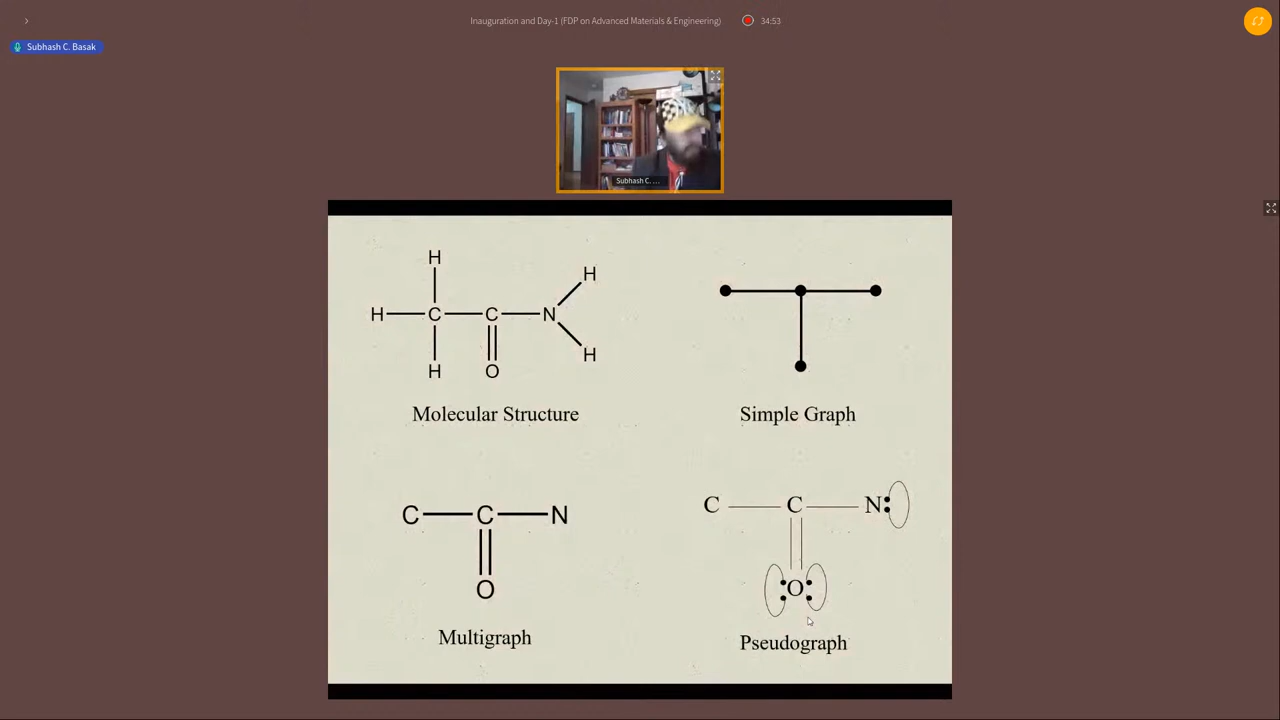 Inauguration and Day-1 (FDP on Advanced Materials & Engineering) 34:53
Subhash C. Basak
Subhash C. ...
H
H
H C C N
H
H O
Molecular Structure
Simple Graph
C C N
O
Multigraph
C C N:
:O:
Pseudograph